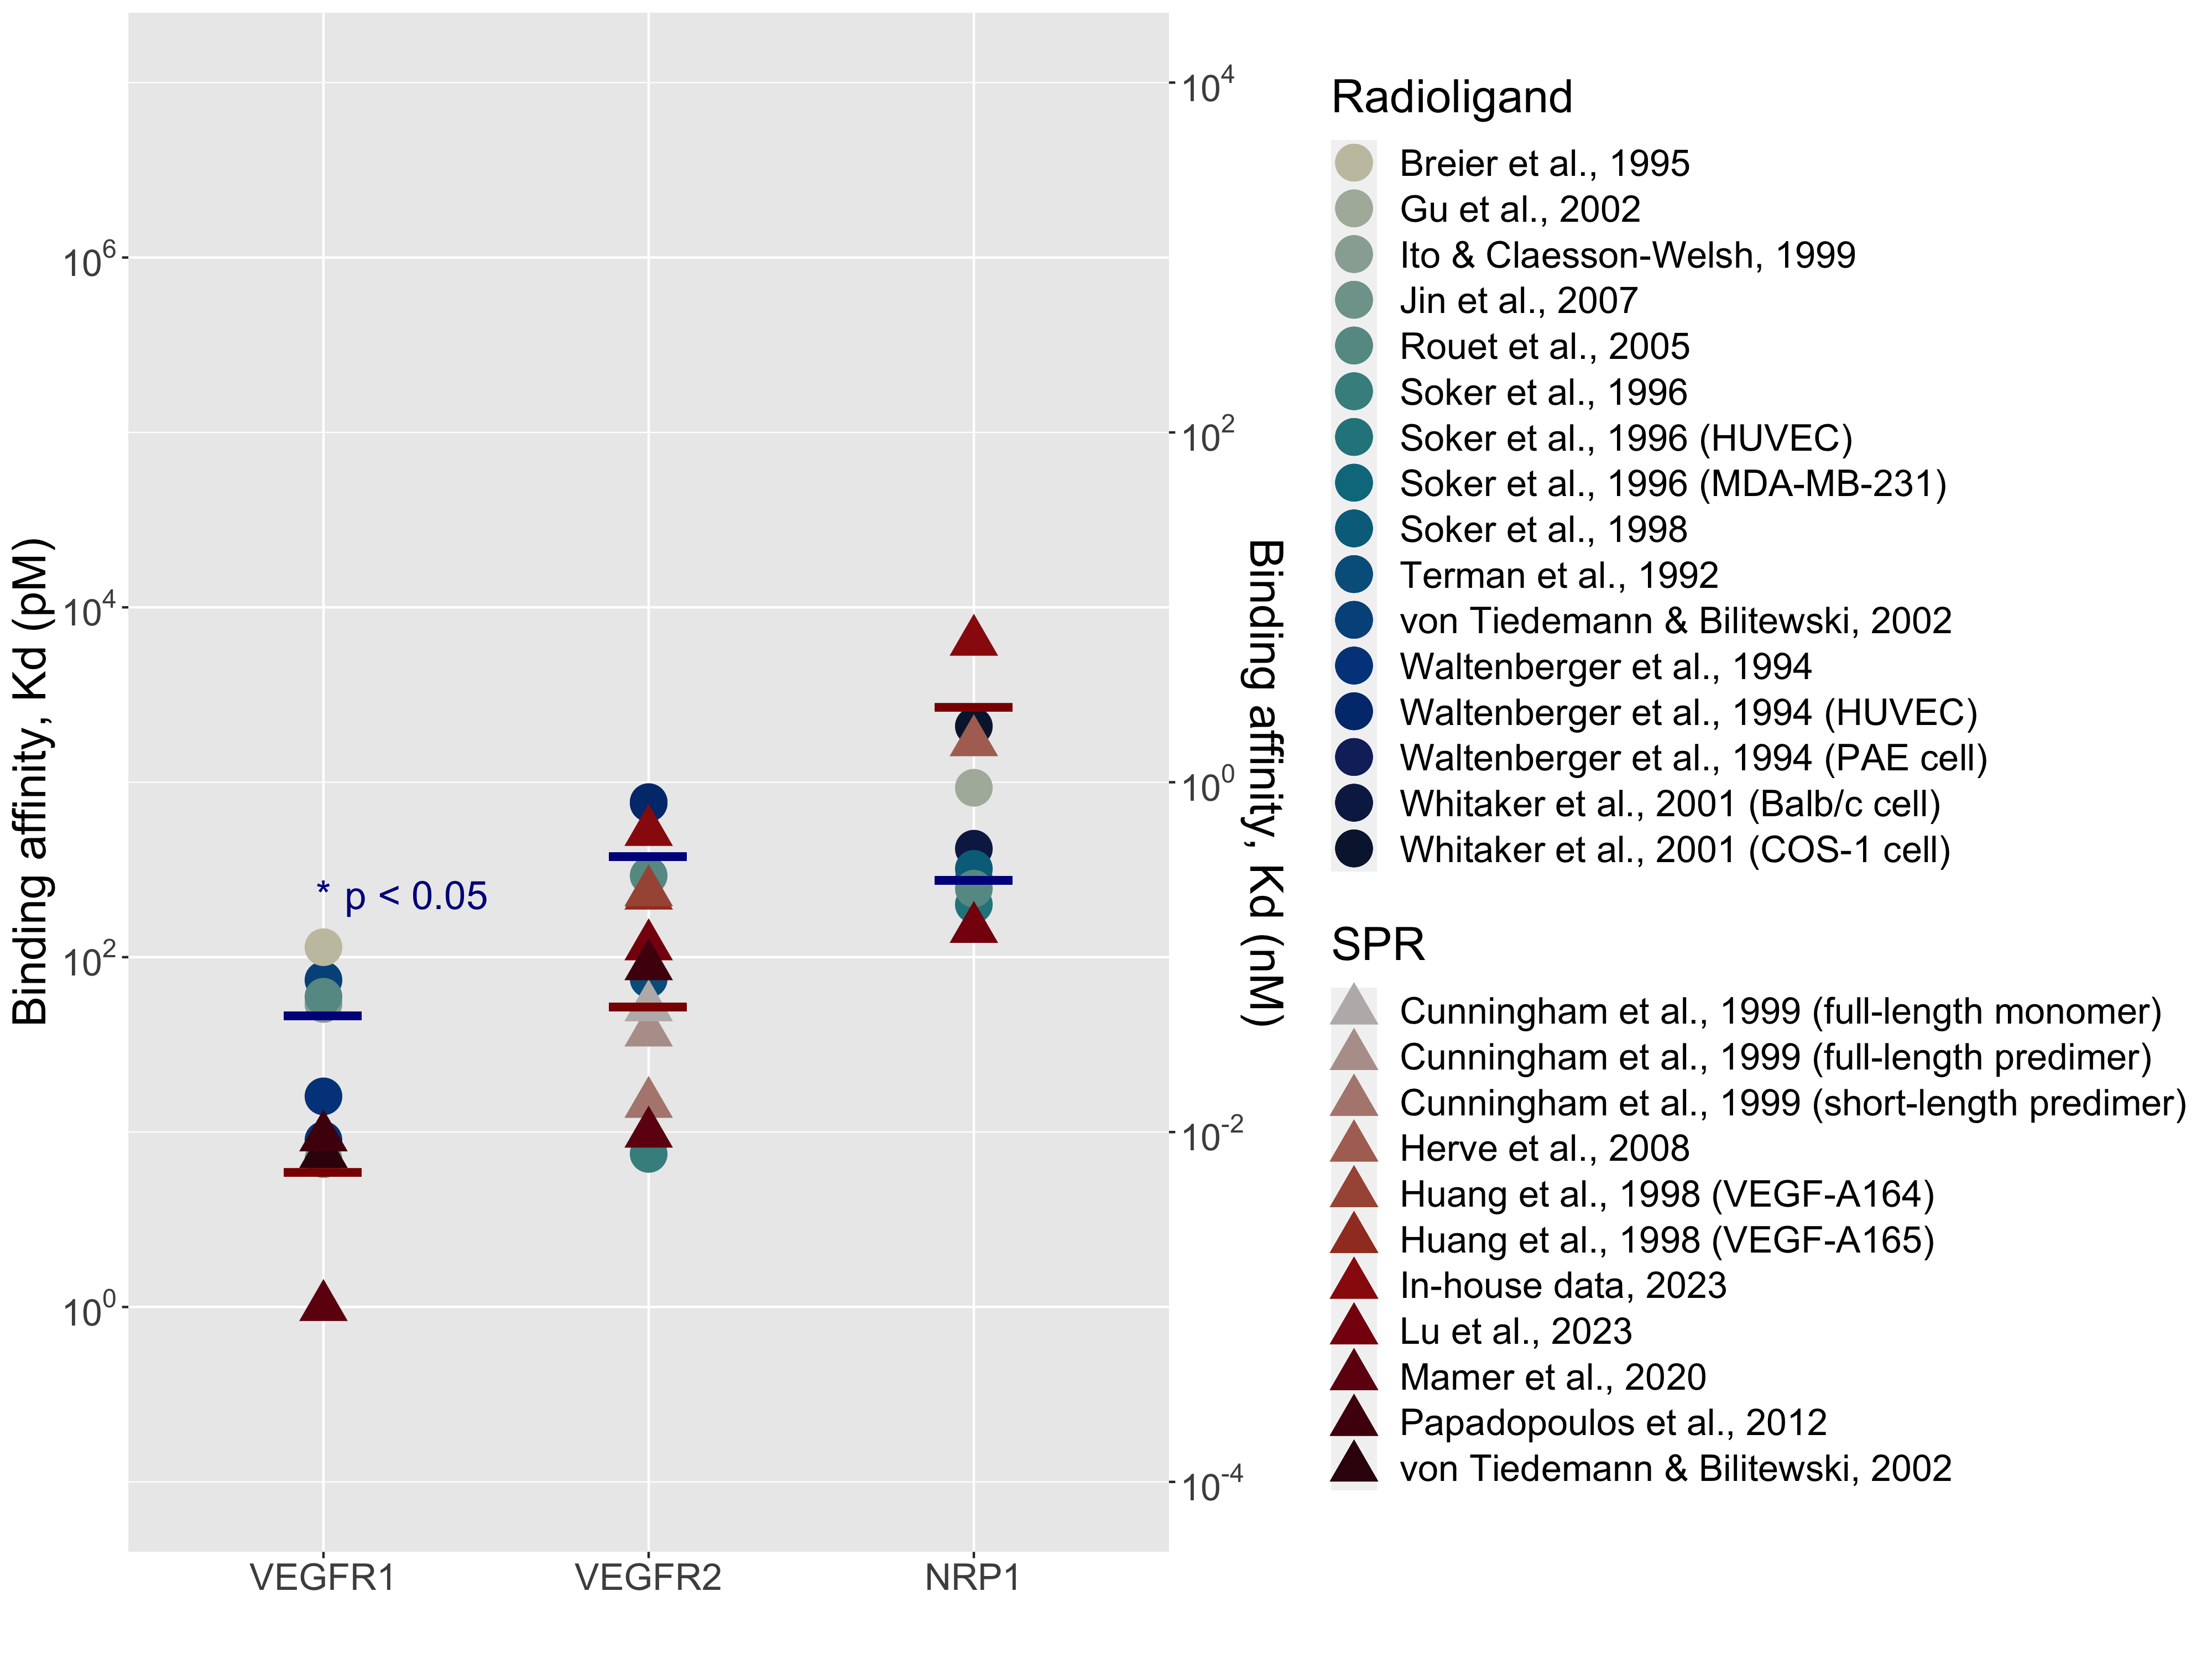 Binding affinity, Kd (pM)
10^6
10^4
10^2
10^0
* p < 0.05
VEGFR1
VEGFR2
NRP1
10^4
10^2
10^0
10^-2
10^-4
Binding affinity, Kd (nM)
Radioligand
Breier et al., 1995
Gu et al., 2002
Ito & Claesson-Welsh, 1999
Jin et al., 2007
Rouet et al., 2005
Soker et al., 1996
Soker et al., 1996 (HUVEC)
Soker et al., 1996 (MDA-MB-231)
Soker et al., 1998
Terman et al., 1992
von Tiedemann & Bilitewski, 2002
Waltenberger et al., 1994
Waltenberger et al., 1994 (HUVEC)
Waltenberger et al., 1994 (PAE cell)
Whitaker et al., 2001 (Balb/c cell)
Whitaker et al., 2001 (COS-1 cell)
SPR
Cunningham et al., 1999 (full-length monomer)
Cunningham et al., 1999 (full-length predimer)
Cunningham et al., 1999 (short-length predimer)
Herve et al., 2008
Huang et al., 1998 (VEGF-A164)
Huang et al., 1998 (VEGF-A165)
In-house data, 2023
Lu et al., 2023
Mamer et al., 2020
Papadopoulos et al., 2012
von Tiedemann & Bilitewski, 2002